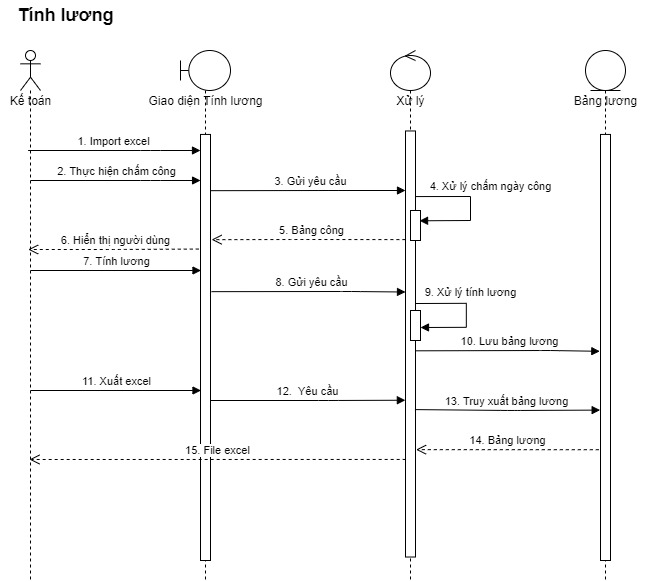 Tính lương
Kế toán
Giao diện Tính lương
Xử lý
Bảng lương
1. Import excel
2. Thực hiện chấm công
3. Gửi yêu cầu
4. Xử lý chấm ngày công
5. Bảng công
6. Hiển thị người dùng
7. Tính lương
8. Gửi yêu cầu
9. Xử lý tính lương
10. Lưu bảng lương
11. Xuất excel
12. Yêu cầu
13. Truy xuất bảng lương
14. Bảng lương
15. File excel